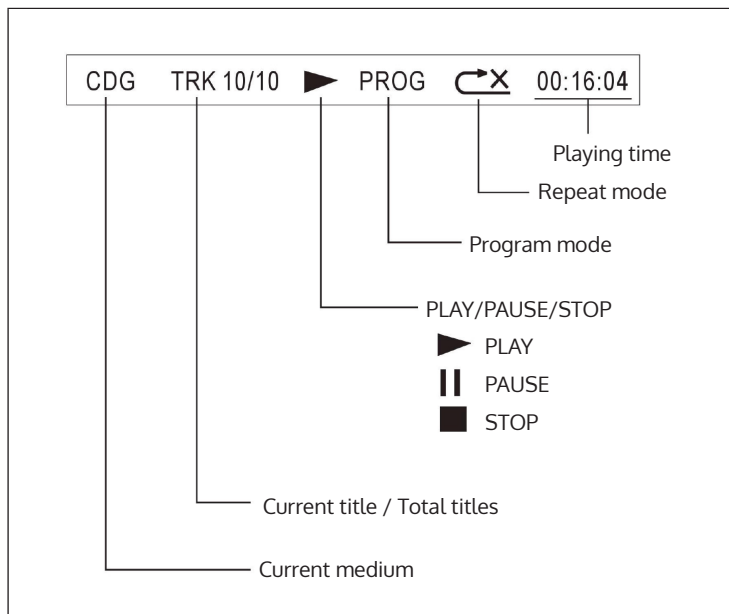 CDG TRK 10/10 PROG X 00:16:04
Playing time
Repeat mode
Program mode
PLAY/PAUSE/STOP
PLAY
PAUSE
STOP
Current title / Total titles
Current medium